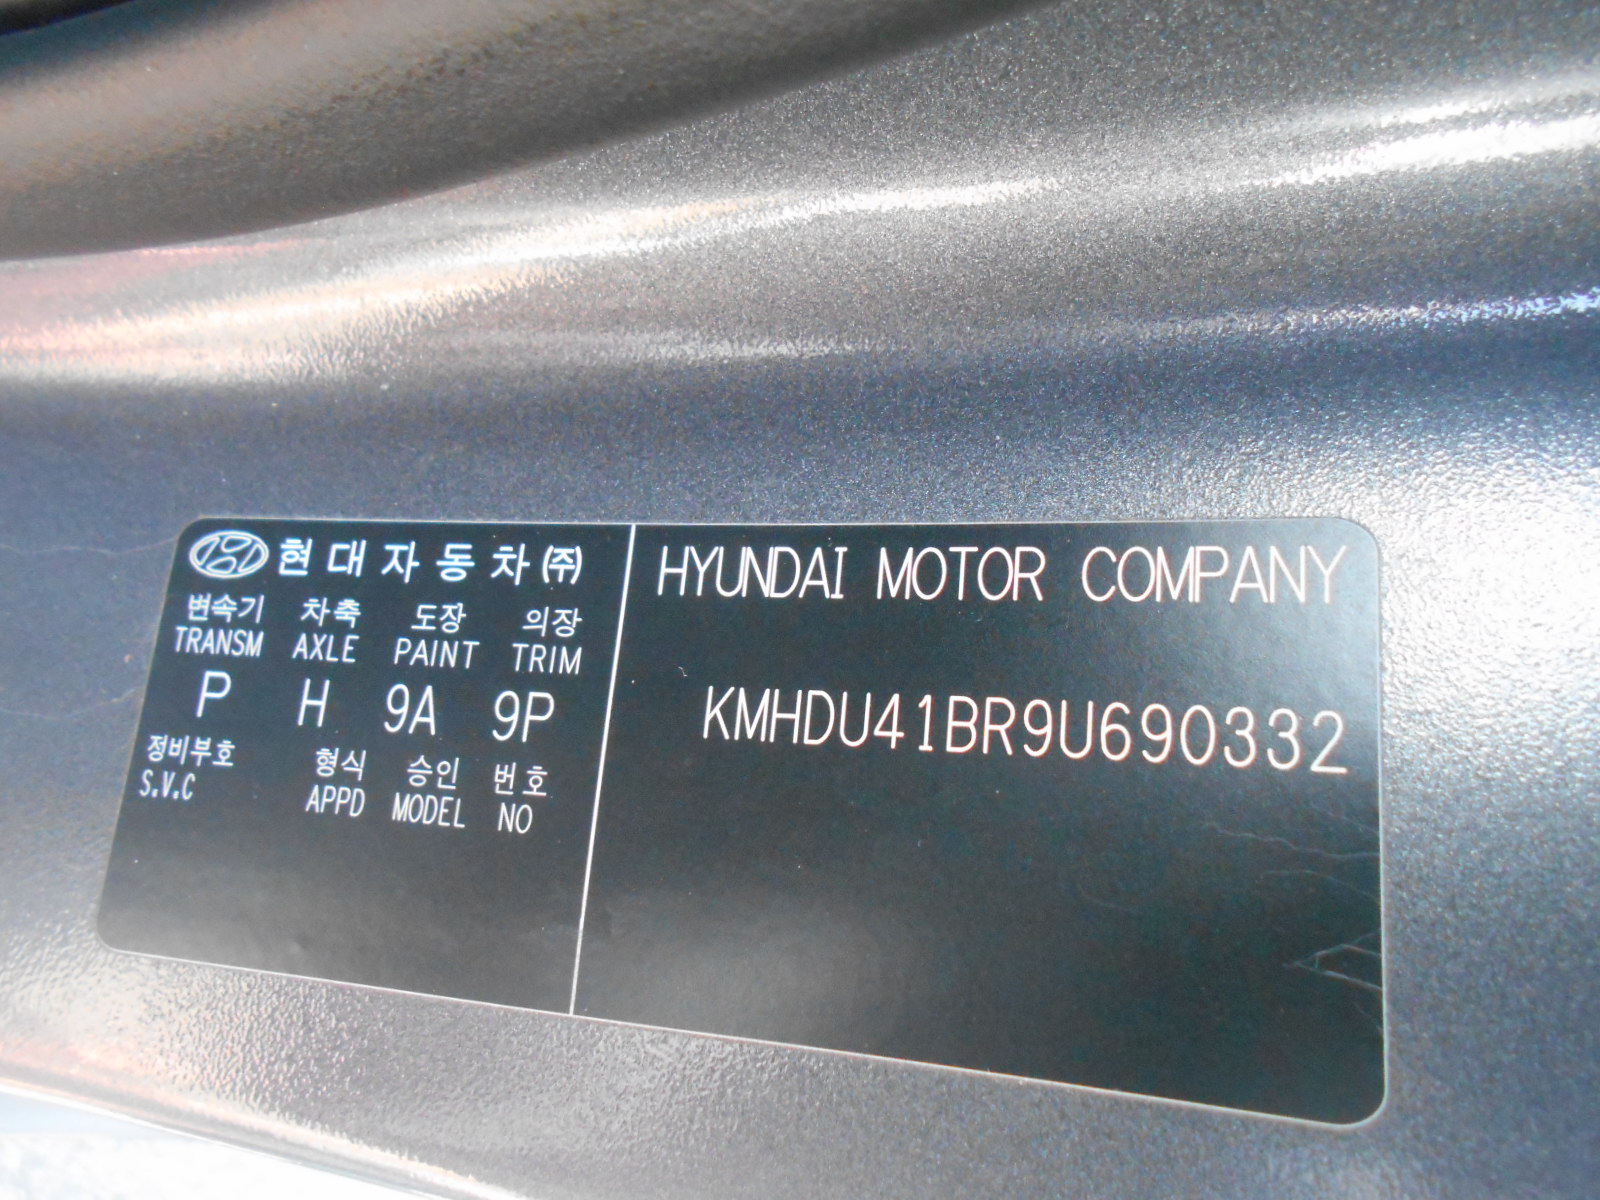 현대자동차(주)
변속기 차축 도장 의장
TRANSM AXLE PAINT TRIM
P H 9A 9P
정비부호 형식 승인 번호
S.V.C APPD MODEL NO
HYUNDAI MOTOR COMPANY
KMHDU41BR9U690332